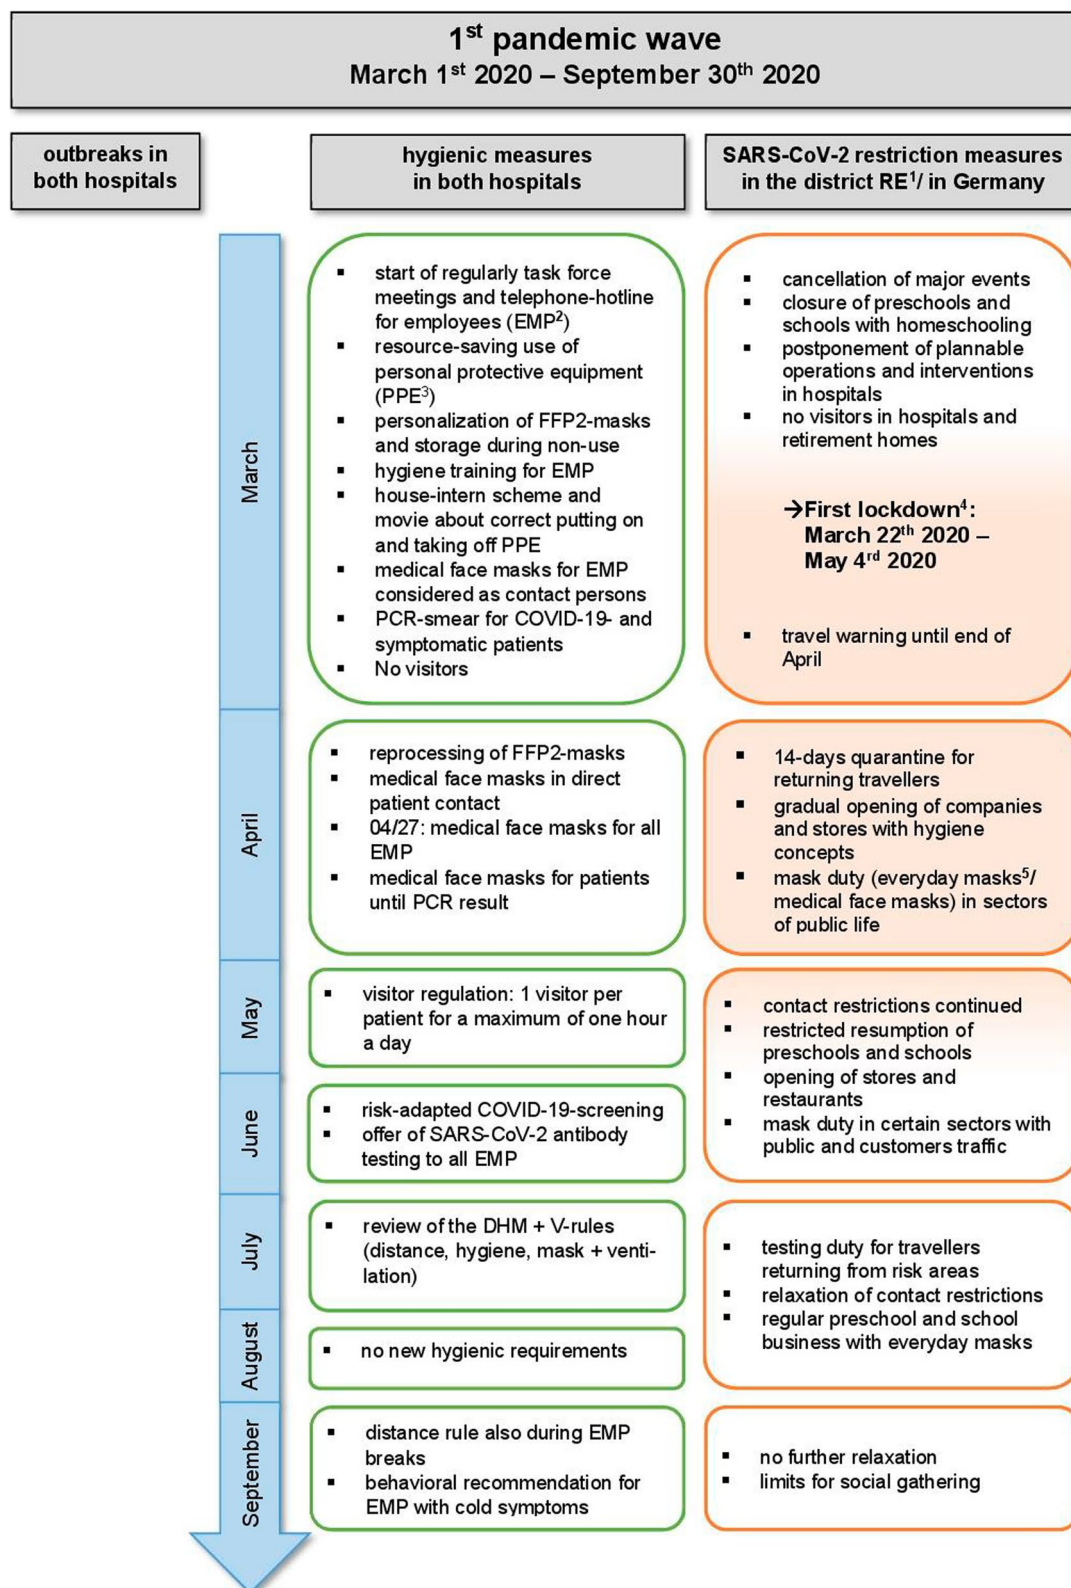 1st pandemic wave
March 1st 2020 – September 30th 2020
outbreaks in
both hospitals
hygienic measures
in both hospitals
SARS-CoV-2 restriction measures
in the district RE1/ in Germany
March
▪ start of regularly task force
meetings and telephone-hotline
for employees (EMP2)
▪ resource-saving use of
personal protective equipment
(PPE3)
▪ personalization of FFP2-masks
and storage during non-use
▪ hygiene training for EMP
▪ house-intern scheme and
movie about correct putting on
and taking off PPE
▪ medical face masks for EMP
considered as contact persons
▪ PCR-smear for COVID-19- and
symptomatic patients
▪ No visitors
▪ cancellation of major events
▪ closure of preschools and
schools with homeschooling
▪ postponement of plannable
operations and interventions
in hospitals
▪ no visitors in hospitals and
retirement homes
→First lockdown4:
March 22th 2020 –
May 4rd 2020
▪ travel warning until end of
April
April
▪ reprocessing of FFP2-masks
▪ medical face masks in direct
patient contact
▪ 04/27: medical face masks for all
EMP
▪ medical face masks for patients
until PCR result
▪ 14-days quarantine for
returning travellers
▪ gradual opening of companies
and stores with hygiene
concepts
▪ mask duty (everyday masks5/
medical face masks) in sectors
of public life
May
▪ visitor regulation: 1 visitor per
patient for a maximum of one hour
a day
▪ contact restrictions continued
▪ restricted resumption of
preschools and schools
▪ opening of stores and
restaurants
▪ mask duty in certain sectors with
public and customers traffic
June
▪ risk-adapted COVID-19-screening
▪ offer of SARS-CoV-2 antibody
testing to all EMP
July
▪ review of the DHM + V-rules
(distance, hygiene, mask + venti-
lation)
▪ testing duty for travellers
returning from risk areas
▪ relaxation of contact restrictions
▪ regular preschool and school
business with everyday masks
August
▪ no new hygienic requirements
September
▪ distance rule also during EMP
breaks
▪ behavioral recommendation for
EMP with cold symptoms
▪ no further relaxation
▪ limits for social gathering